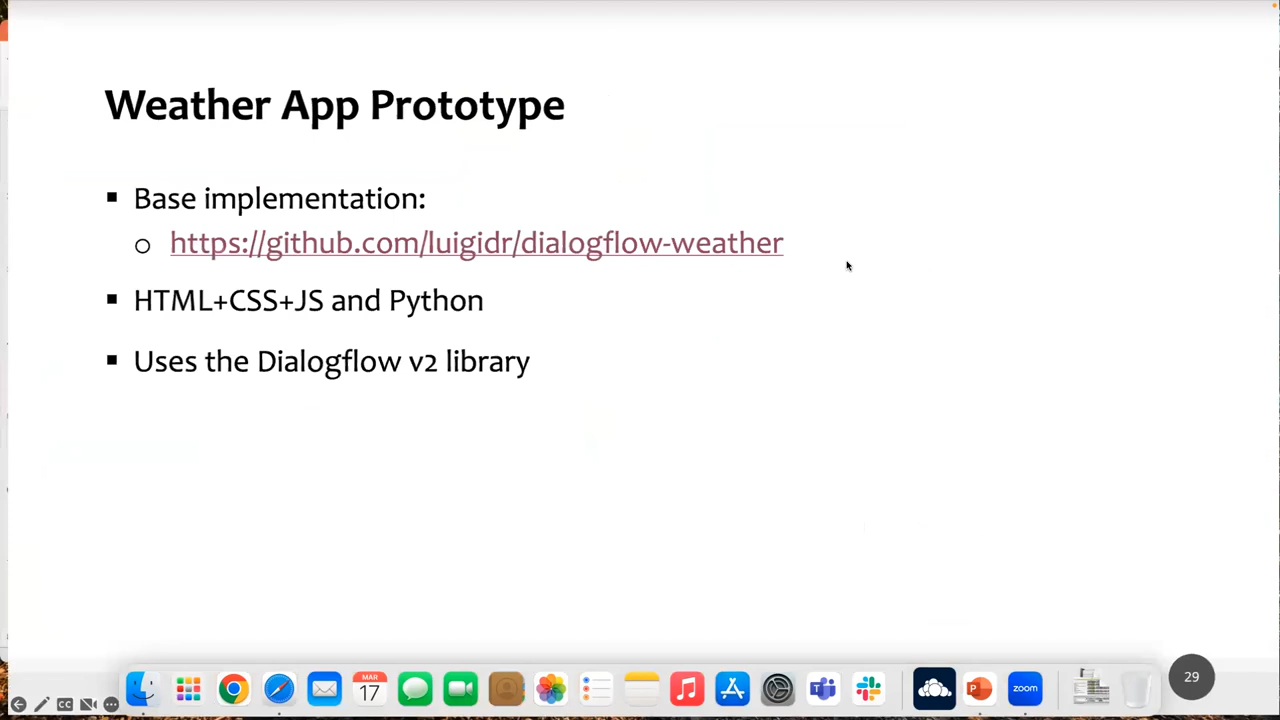 Weather App Prototype
Base implementation:
https://github.com/luigidr/dialogflow-weather
HTML+CSS+JS and Python
Uses the Dialogflow v2 library
MAR
17
zoom
29
CC